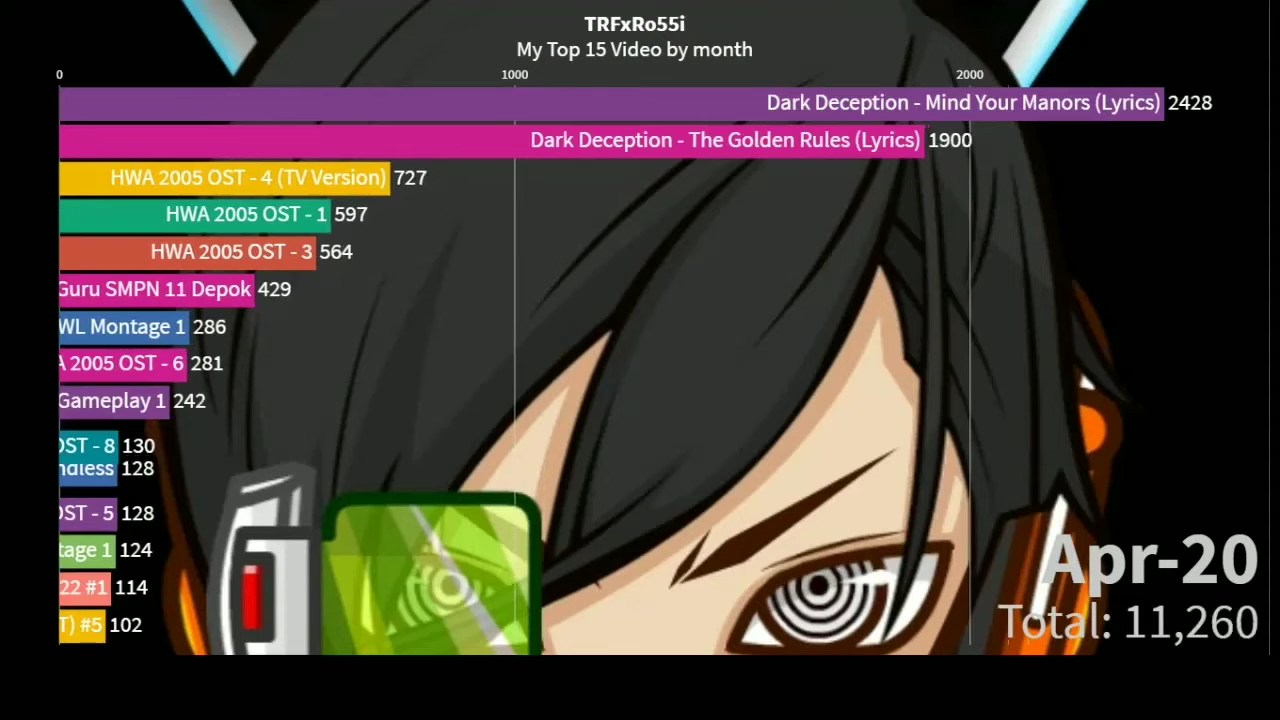 TRFxRo55i
My Top 15 Video by month
0 1000 2000
Dark Deception - Mind Your Manors (Lyrics) 2428
Dark Deception - The Golden Rules (Lyrics) 1900
HWA 2005 OST - 4 (TV Version) 727
HWA 2005 OST - 1 597
HWA 2005 OST - 3 564
Guru SMPN 11 Depok 429
WL Montage 1 286
A 2005 OST - 6 281
Gameplay 1 242
OST - 8 130
128
OST - 5 128
tage 1 124
22 #1 114
T) #5 102
Apr-20
Total: 11,260